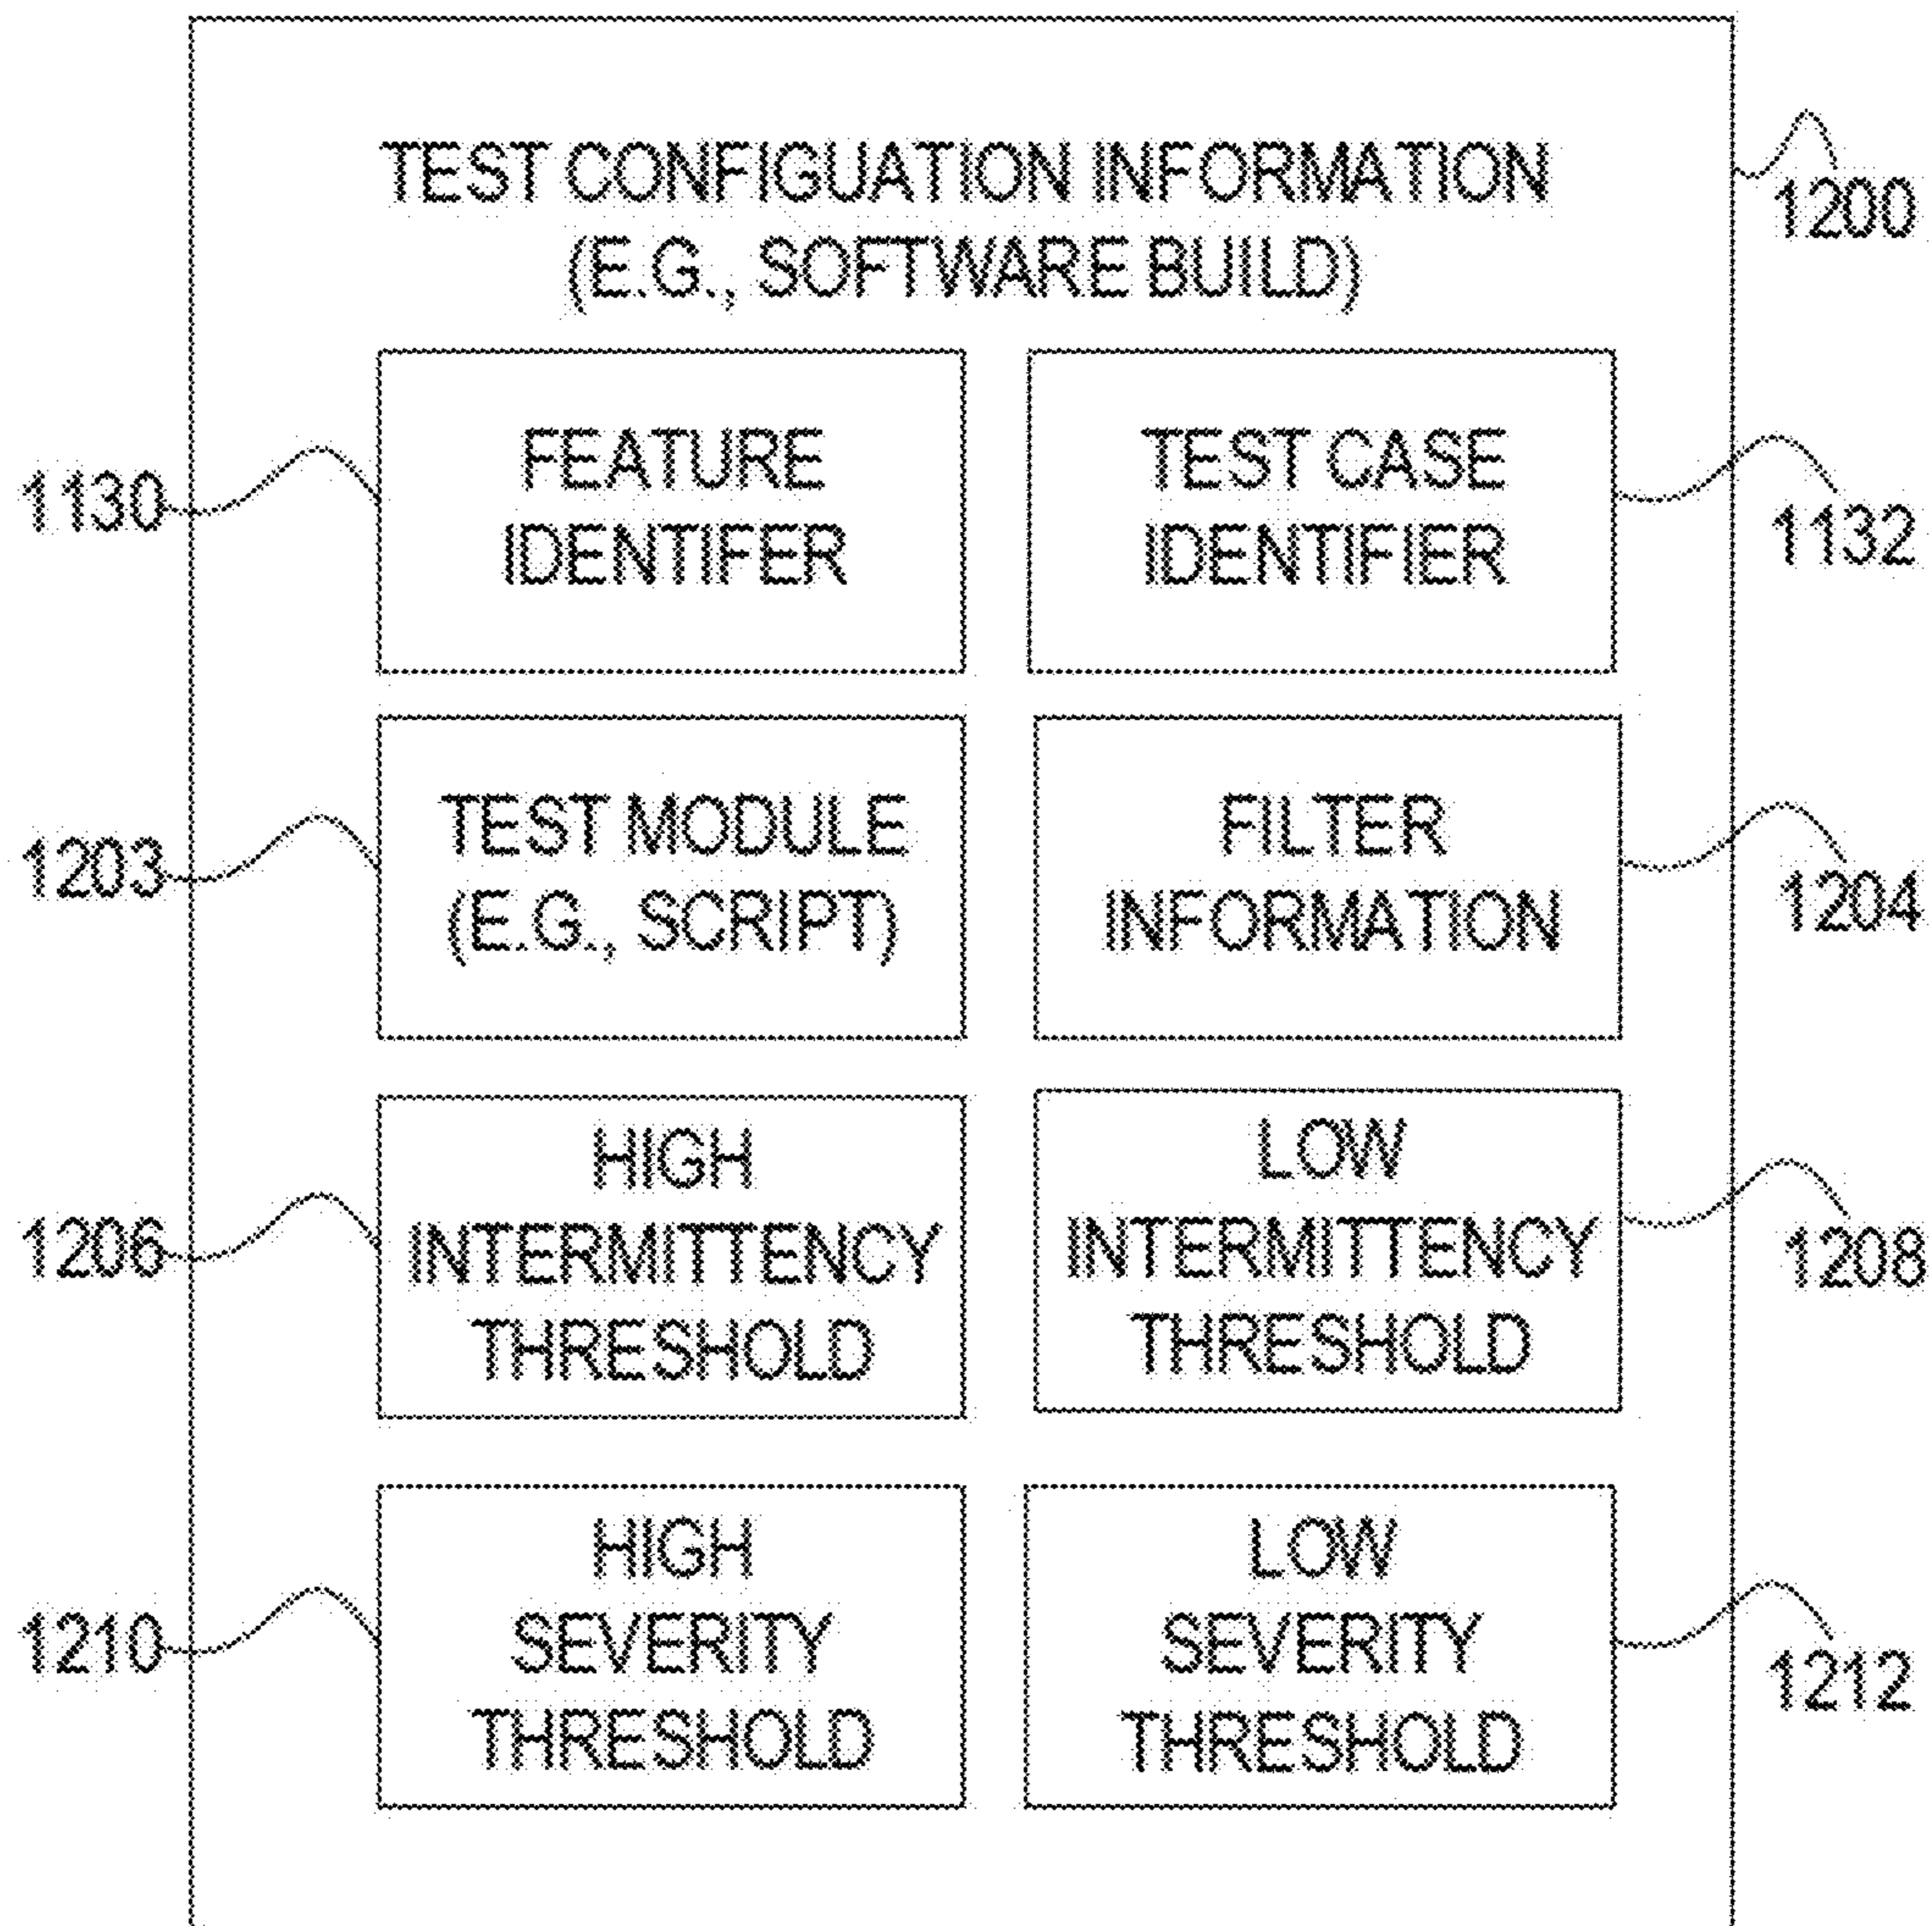 TEST CONFIGUATION INFORMATION
(E.G., SOFTWARE BUILD)
1200
FEATURE
IDENTIFER
1130
TEST CASE
IDENTIFIER
1132
TEST MODULE
(E.G., SCRIPT)
1203
FILTER
INFORMATION
1204
HIGH
INTERMITTENCY
THRESHOLD
1206
LOW
INTERMITTENCY
THRESHOLD
1208
HIGH
SEVERITY
THRESHOLD
1210
LOW
SEVERITY
THRESHOLD
1212